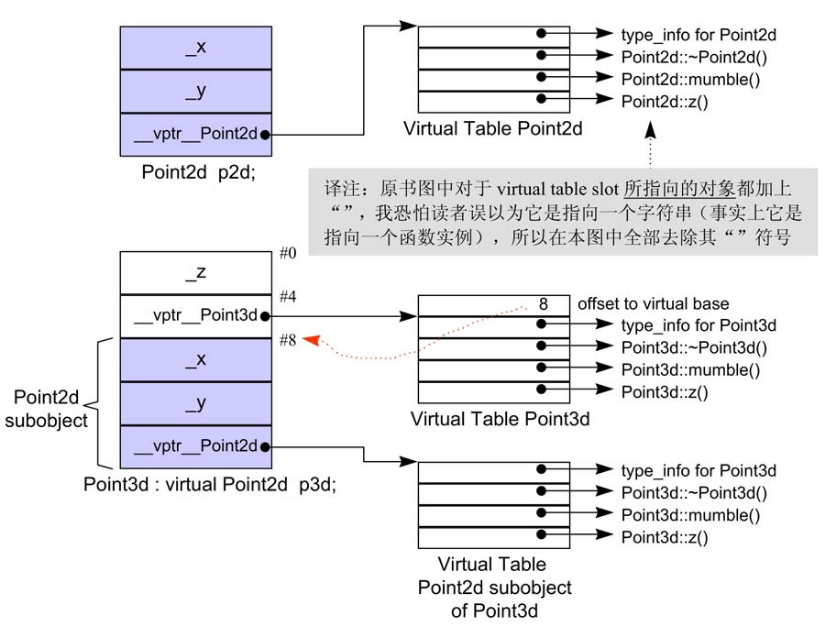 _x
_y
__vptr__Point2d
Point2d p2d;
type_info for Point2d
Point2d::~Point2d()
Point2d::mumble()
Point2d::z()
Virtual Table Point2d
译注：原书图中对于 virtual table slot 所指向的对象都加上
“”，我恐怕读者误以为它是指向一个字符串（事实上它是
指向一个函数实例），所以在本图中全部去除其“”符号
#0
_z
#4
__vptr__Point3d
#8
_x
_y
__vptr__Point2d
Point2d
subobject
Point3d : virtual Point2d p3d;
8 offset to virtual base
type_info for Point3d
Point3d::~Point3d()
Point3d::mumble()
Point3d::z()
Virtual Table Point3d
type_info for Point3d
Point3d::~Point3d()
Point3d::mumble()
Point3d::z()
Virtual Table
Point2d subobject
of Point3d